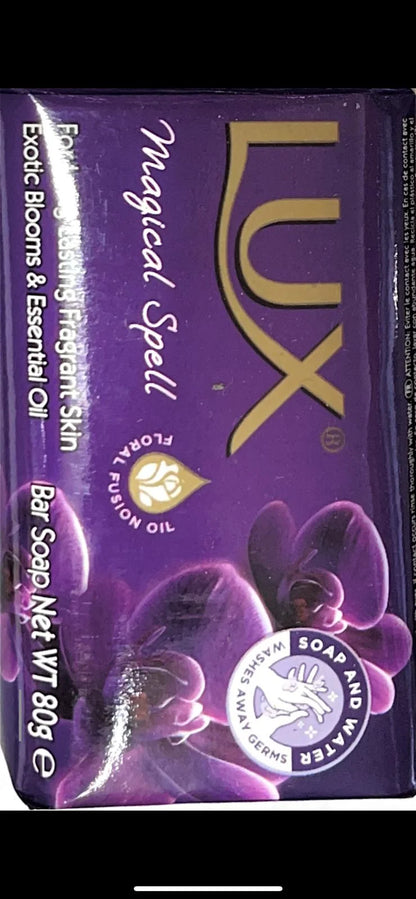 LUX®
Magical Spell
FLORAL FUSION OIL
Fragrant Skin
Exotic Blooms & Essential Oil
Bar Soap Net WT 80g e
SOAP AND WATER
WASHES AWAY GERMS